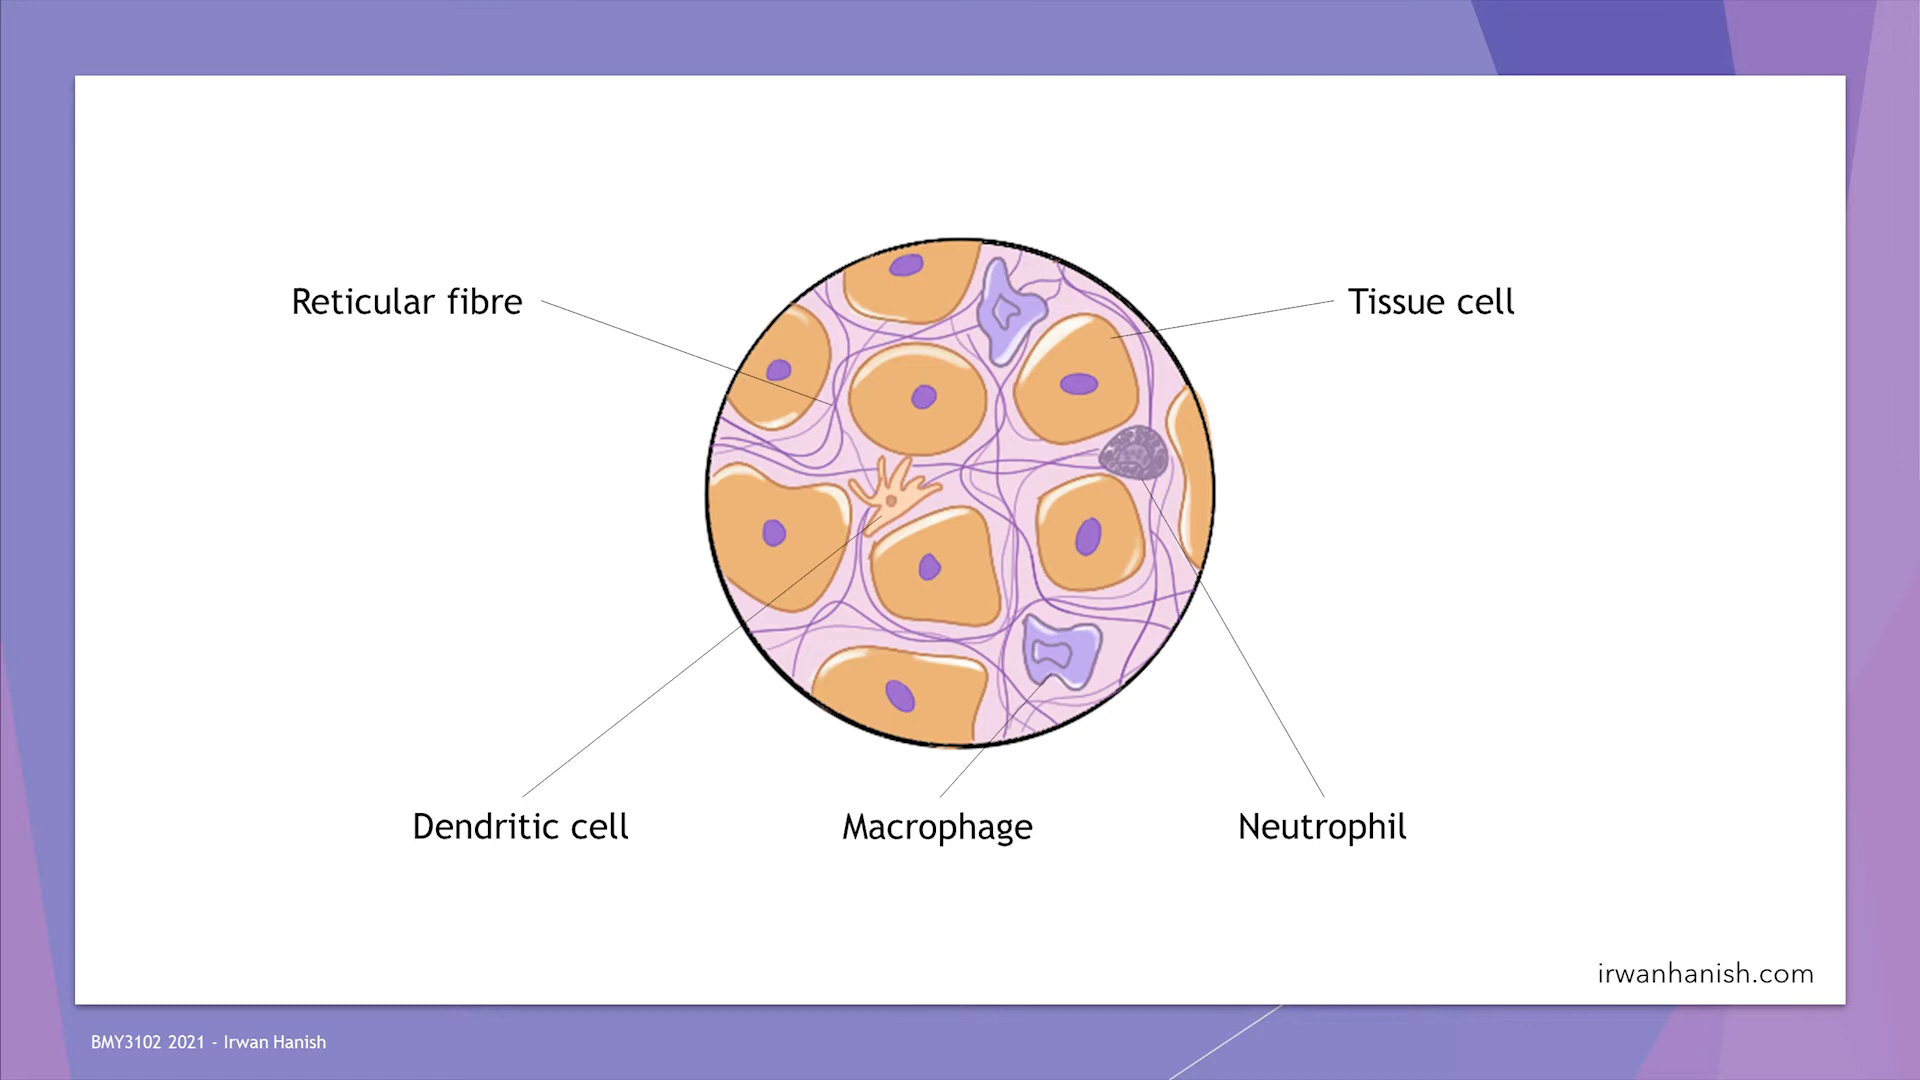 Reticular fibre
Tissue cell
Dendritic cell
Macrophage
Neutrophil
irwanhanish.com
BMY3102 2021 - Irwan Hanish